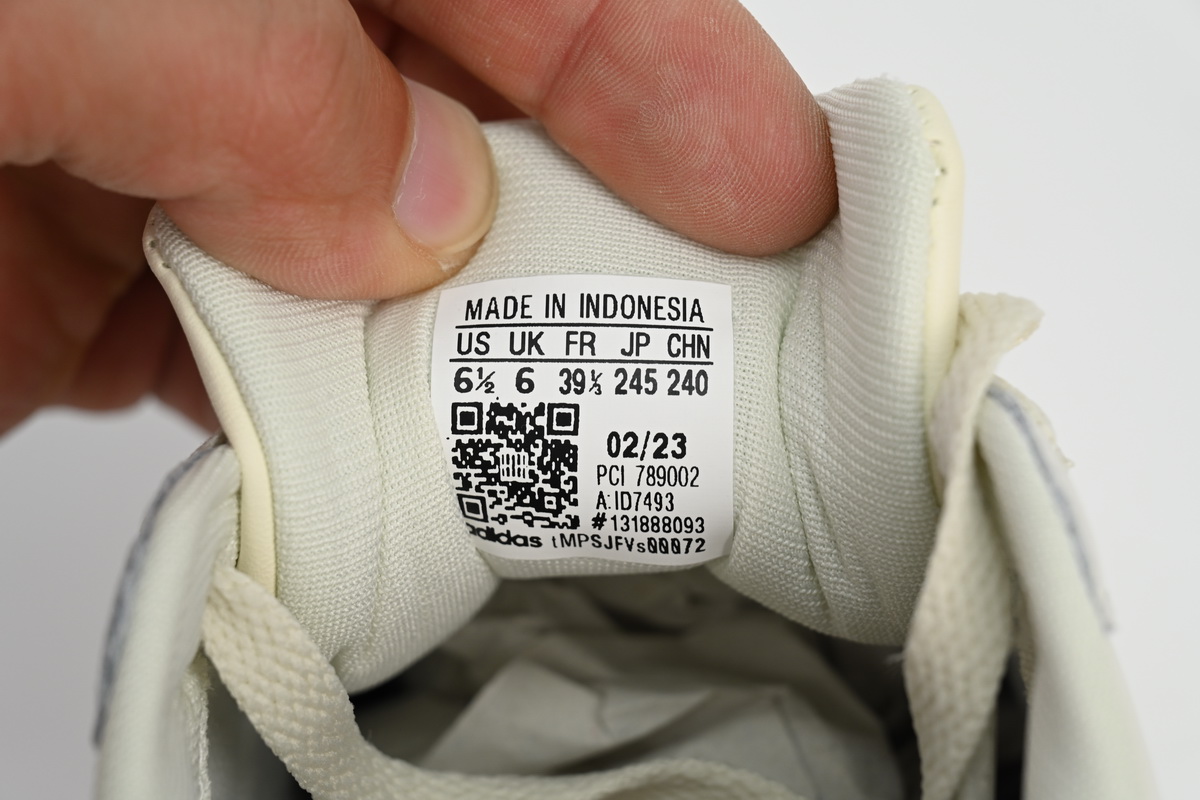 MADE IN INDONESIA
US UK FR JP CHN
6½ 6 39⅓ 245 240
02/23
PCI 789002
A:ID7493
#131888093
adidas tMPSJFVs00072